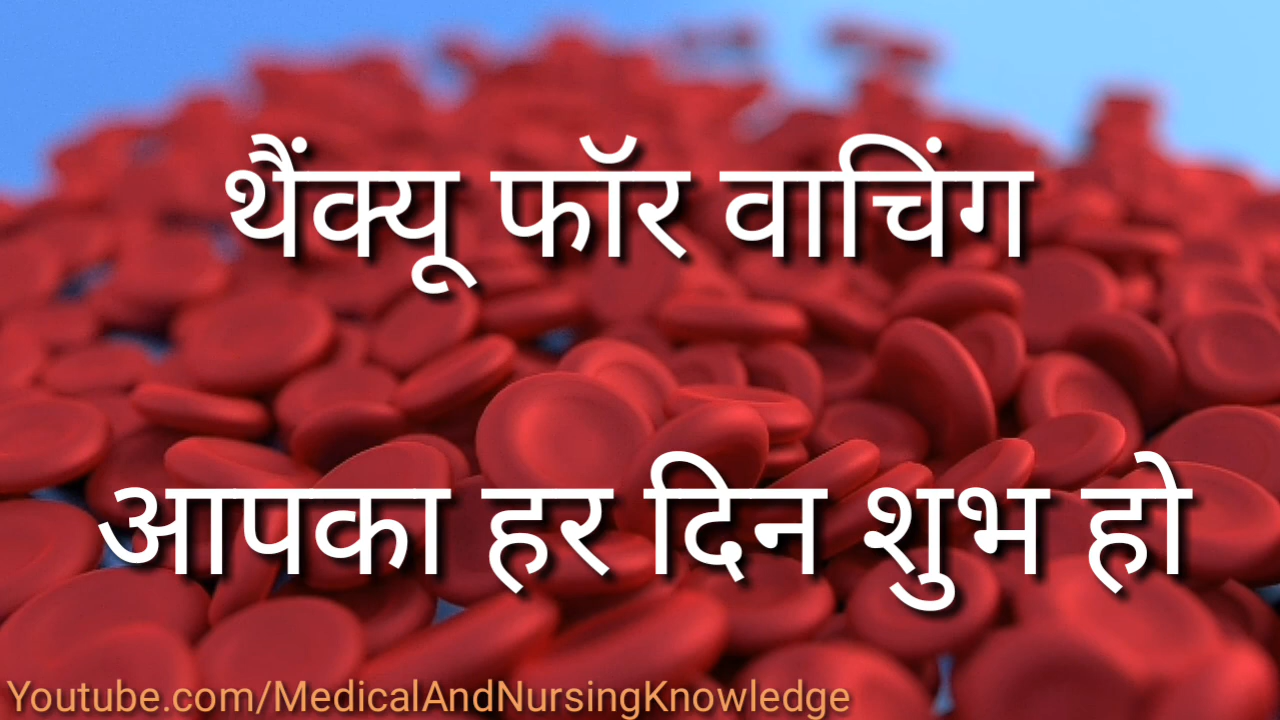 थैंक्यू फॉर वाचिंग
आपका हर दिन शुभ हो
Youtube.com/MedicalAndNursingKnowledge